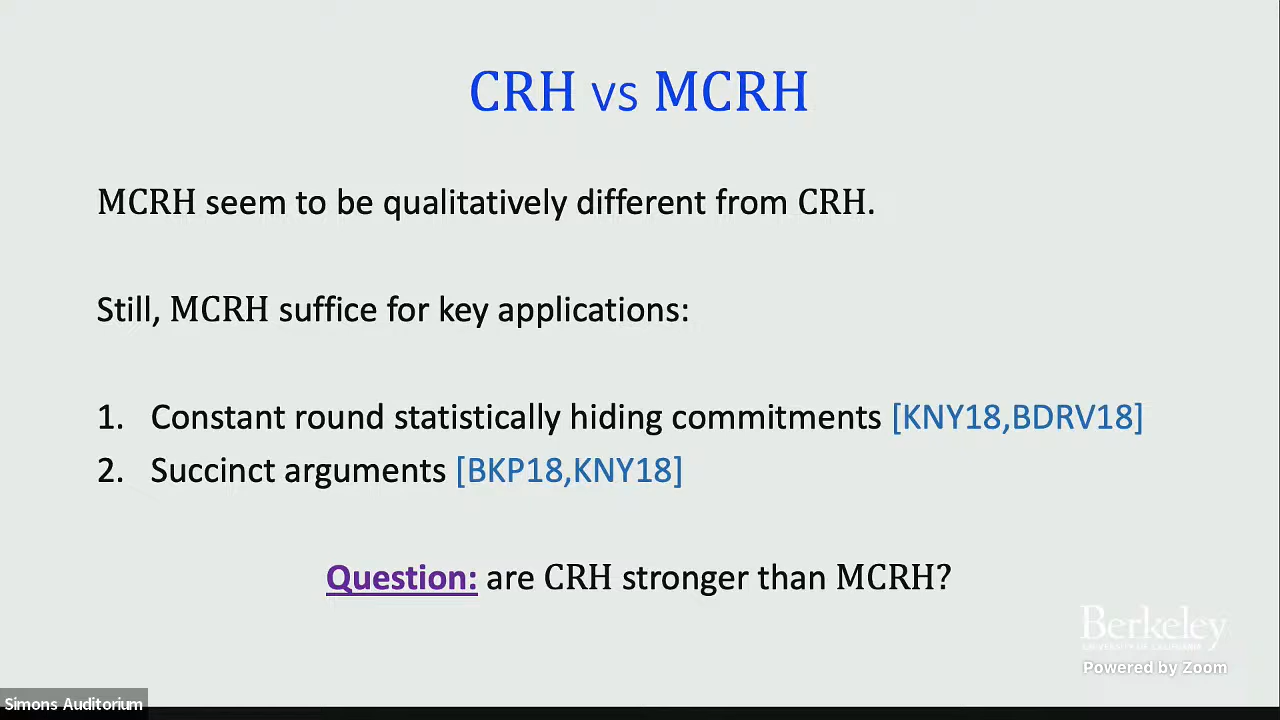 CRH vs MCRH
MCRH seem to be qualitatively different from CRH.
Still, MCRH suffice for key applications:
1. Constant round statistically hiding commitments [KNY18,BDRV18]
2. Succinct arguments [BKP18,KNY18]
Question: are CRH stronger than MCRH?
Berkeley
UNIVERSITY OF CALIFORNIA
Powered by Zoom
Simons Auditorium